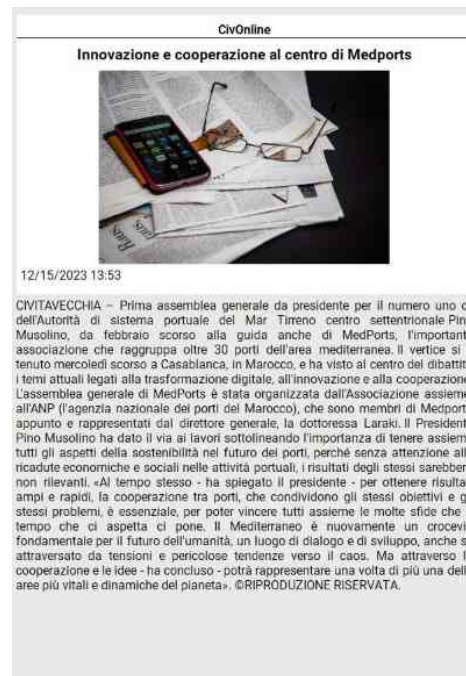 CivOnline
Innovazione e cooperazione al centro di Medports
12/15/2023 13:53
CIVITAVECCHIA – Prima assemblea generale da presidente per il numero uno d
dell'Autorità di sistema portuale del Mar Tirreno centro settentrionale Pin
Musolino, da febbraio scorso alla guida anche di MedPorts, l'important
associazione che raggruppa oltre 30 porti dell'area mediterranea. Il vertice si
tenuto mercoledì scorso a Casablanca, in Marocco, e ha visto al centro del dibattit
i temi attuali legati alla trasformazione digitale, all'innovazione e alla cooperazione
L'assemblea generale di MedPorts è stata organizzata dall'Associazione assieme
all'ANP (l'agenzia nazionale dei porti del Marocco), che sono membri di Medport
appunto e rappresentati dal direttore generale, la dottoressa Laraki. Il President
Pino Musolino ha dato il via ai lavori sottolineando l'importanza di tenere assiem
tutti gli aspetti della sostenibilità nel futuro dei porti, perché senza attenzione all
ricadute economiche e sociali nelle attività portuali, i risultati degli stessi sarebber
non rilevanti. «Al tempo stesso - ha spiegato il presidente - per ottenere risulta
ampi e rapidi, la cooperazione tra porti, che condividono gli stessi obiettivi e g
stessi problemi, è essenziale, per poter vincere tutti assieme le molte sfide che
tempo che ci aspetta ci pone. Il Mediterraneo è nuovamente un crocevi
fondamentale per il futuro dell'umanità, un luogo di dialogo e di sviluppo, anche s
attraversato da tensioni e pericolose tendenze verso il caos. Ma attraverso l
cooperazione e le idee - ha concluso - potrà rappresentare una volta di più una dell
aree più vitali e dinamiche del pianeta». ©RIPRODUZIONE RISERVATA.